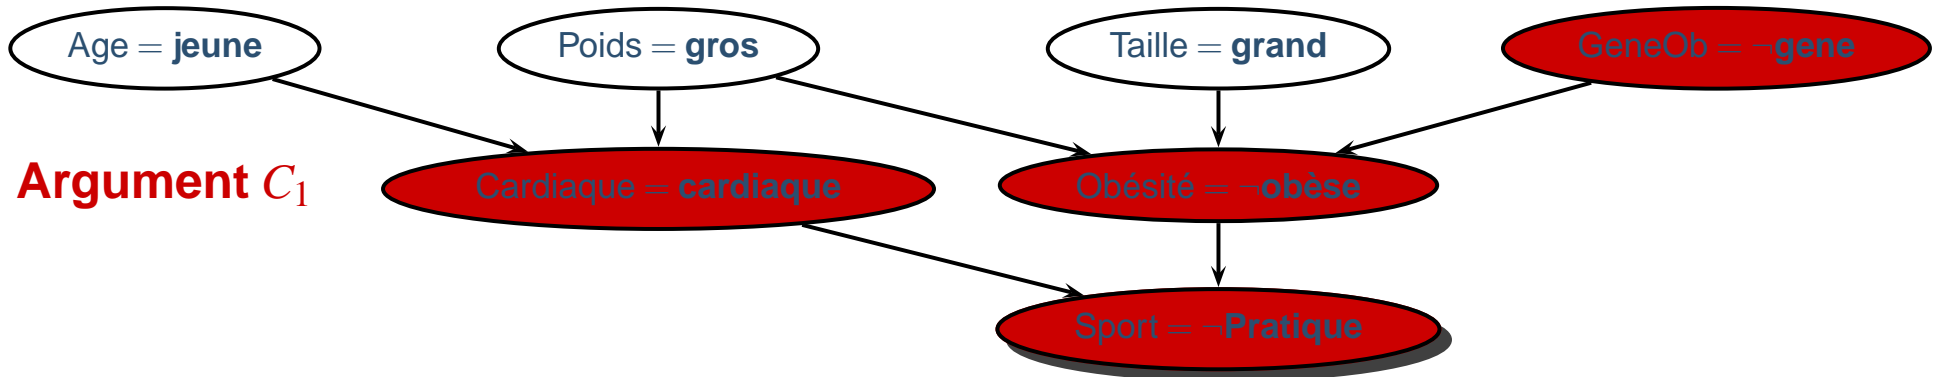 Age = jeune
Poids = gros
Taille = grand
GeneOb = ¬gene
Argument C1
Cardiaque = cardiaque
Obésité = ¬obèse
Sport = ¬Pratique